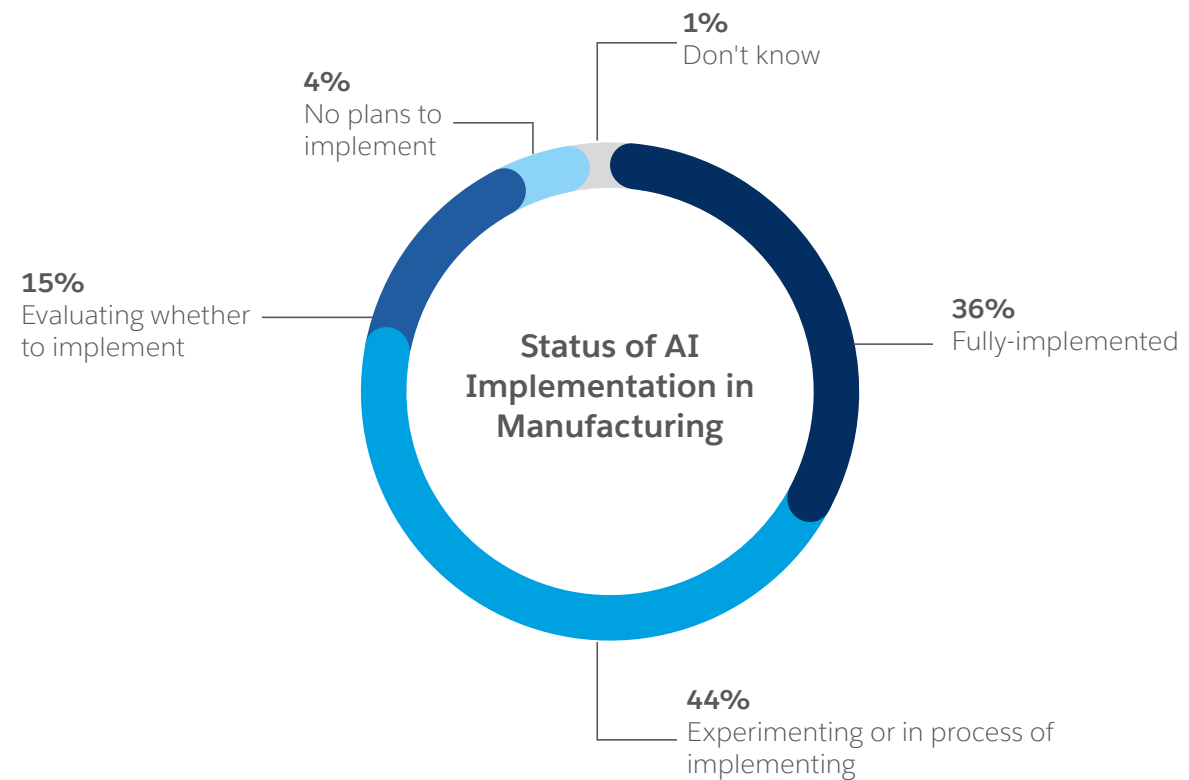 1%
Don't know
4%
No plans to
implement
15%
Evaluating whether
to implement
36%
Fully-implemented
Status of AI
Implementation in
Manufacturing
44%
Experimenting or in process of
implementing